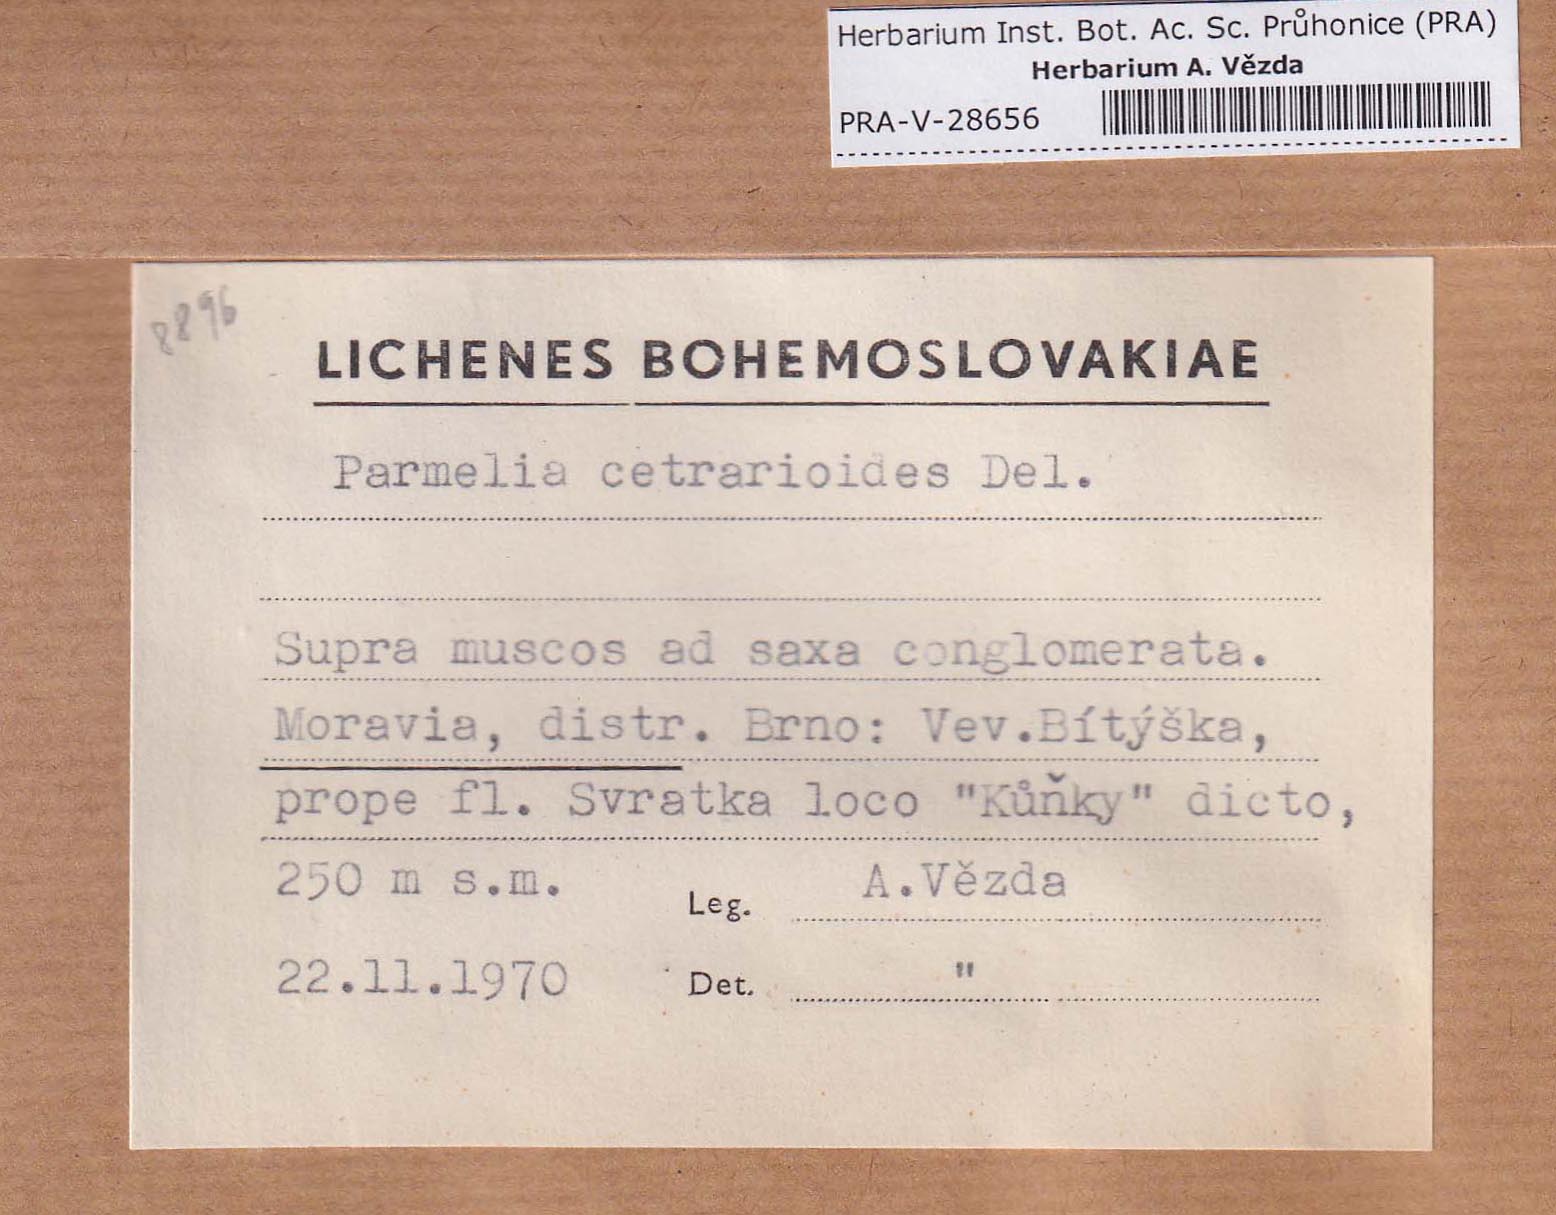 Herbarium Inst. Bot. Ac. Sc. Průhonice (PRA)
Herbarium A. Vězda
PRA-V-28656
8896
LICHENES BOHEMOSLOVAKIAE
Parmelia cetrarioides Del.
Supra muscos ad saxa conglomerata.
Moravia, distr. Brno: Vev.Bítýška,
prope fl. Svratka loco "Kůňky" dicto,
250 m s.m. Leg. A.Vězda
22.11.1970 Det. "